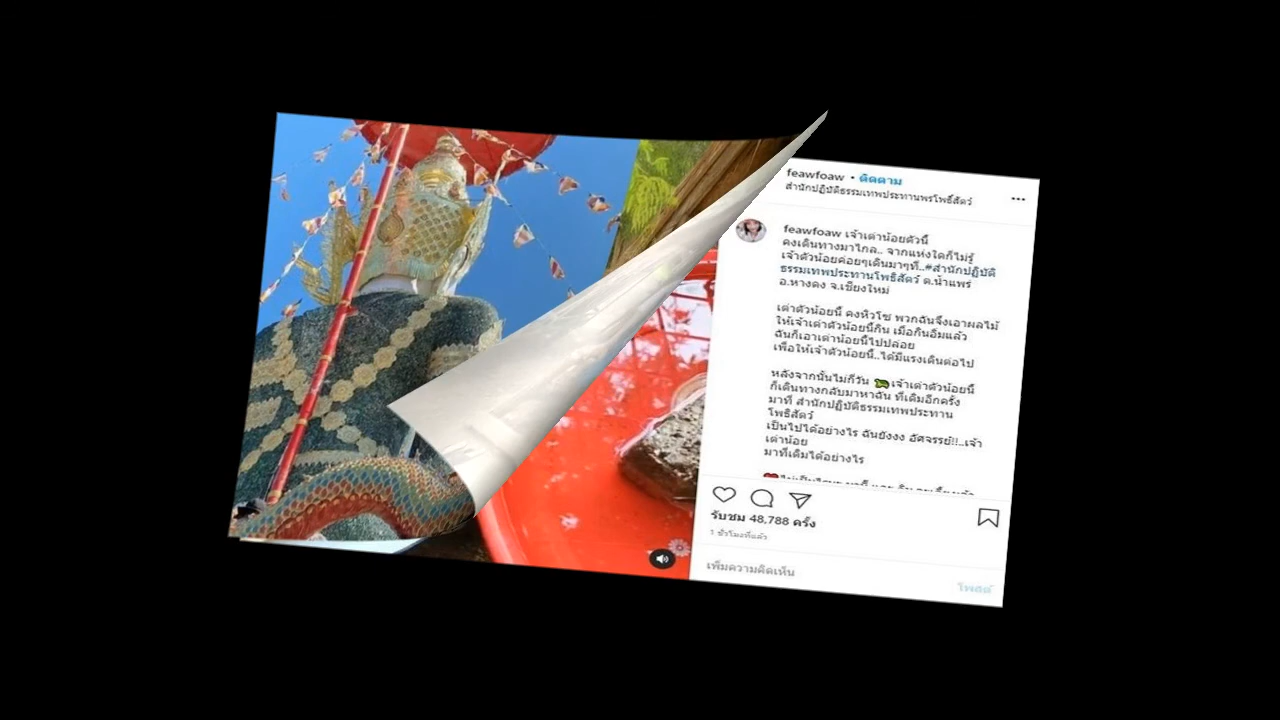 feawfoaw • ติดตาม
สำนักปฏิบัติธรรมเทพประทานพรโพธิ์สัตว์
feawfoaw เจ้าเต่าน้อยตัวนี้
คงเดินทางมาไกล.. จากแห่งใดก็ไม่รู้
เจ้าตัวน้อยค่อยๆเดินมาๆที่..#สำนักปฏิบัติ
ธรรมเทพประทานโพธิสัตว์ ต.น้ำแพร่
อ.หางดง จ.เชียงใหม่
เต่าตัวน้อยนี้ คงหิวโซ พวกฉันจึงเอาผลไม้
ให้เจ้าเต่าตัวน้อยนี้กิน เมื่อกินอิ่มแล้ว
ฉันก็เอาเต่าน้อยนี้ไปปล่อย
เพื่อให้เจ้าตัวน้อยนี้..ได้มีแรงเดินต่อไป
หลังจากนั้นไม่กี่วัน 🐢เจ้าเต่าตัวน้อยนี้
ก็เดินทางกลับมาหาฉัน ที่เดิมอีกครั้ง
มาที่ สำนักปฏิบัติธรรมเทพประทาน
โพธิสัตว์
เป็นไปได้อย่างไร ฉันยังงง อัศจรรย์!!..เจ้า
เต่าน้อย
มาที่เดิมได้อย่างไร
รับชม 48,788 ครั้ง
1 ชั่วโมงที่แล้ว
เพิ่มความคิดเห็น
โพสต์